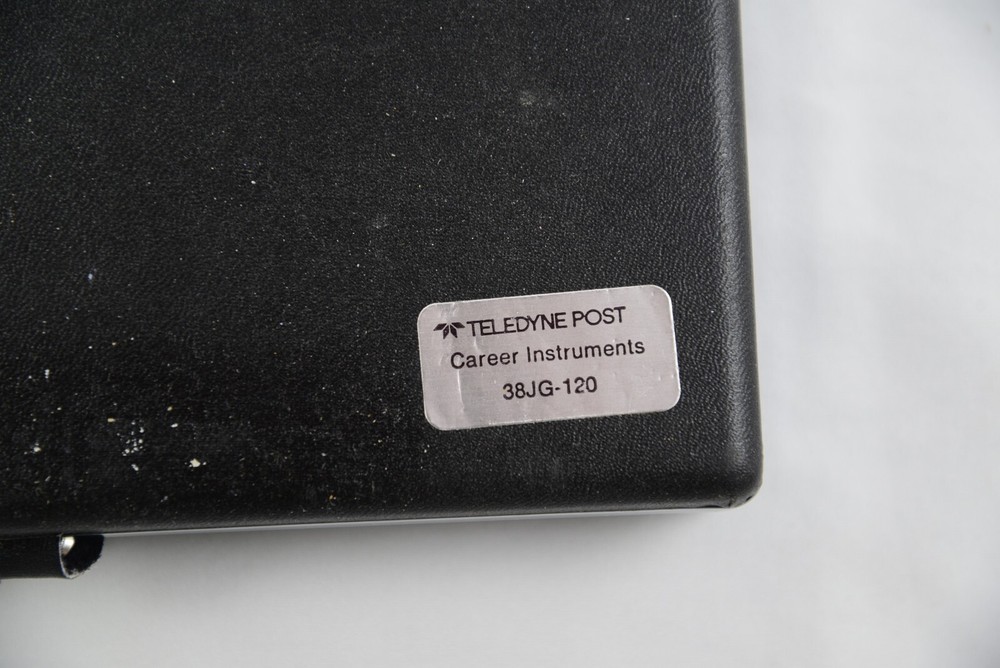 TELEDYNE POST
Career Instruments
38JG-120